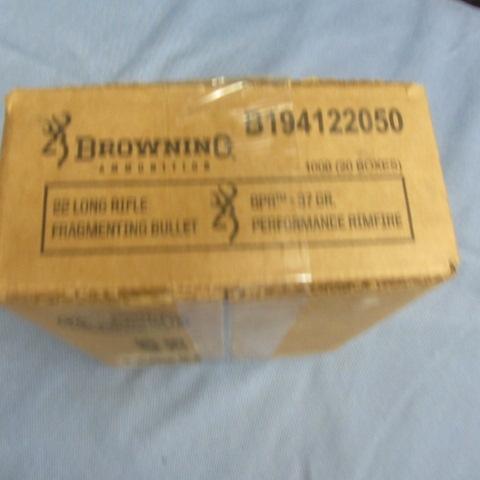 BROWNING
AMMUNITION
B194122050
1000 (20 BOXES)
22 LONG RIFLE
FRAGMENTING BULLET
BPR™ - 37 GR.
PERFORMANCE RIMFIRE